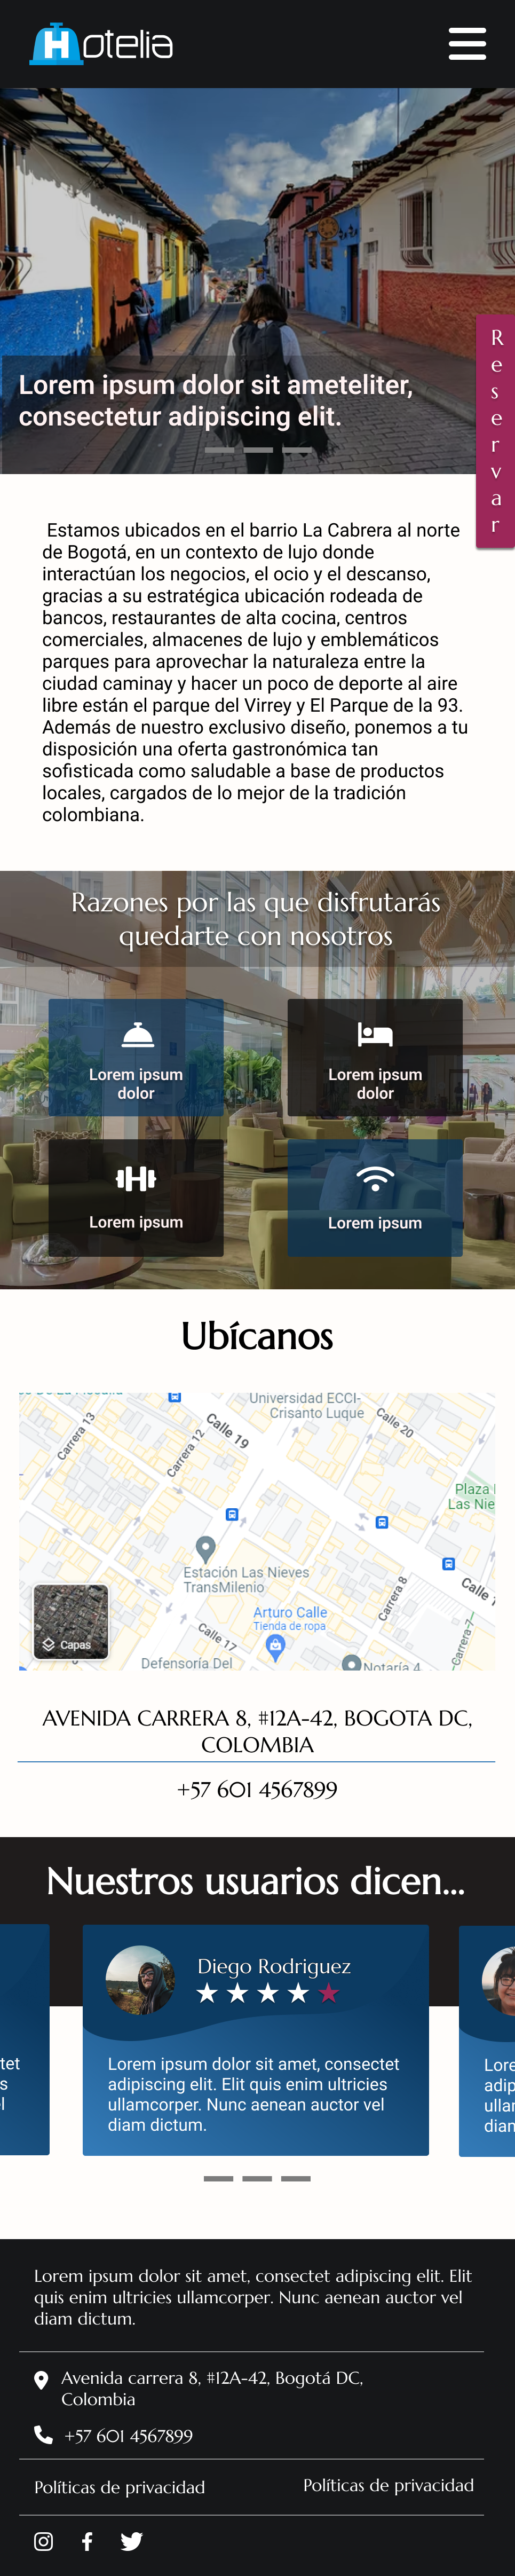 Hotelia
Reservar
Lorem ipsum dolor sit ameteliter,
consectetur adipiscing elit.
Estamos ubicados en el barrio La Cabrera al norte
de Bogotá, en un contexto de lujo donde
interactúan los negocios, el ocio y el descanso,
gracias a su estratégica ubicación rodeada de
bancos, restaurantes de alta cocina, centros
comerciales, almacenes de lujo y emblemáticos
parques para aprovechar la naturaleza entre la
ciudad caminay y hacer un poco de deporte al aire
libre están el parque del Virrey y El Parque de la 93.
Además de nuestro exclusivo diseño, ponemos a tu
disposición una oferta gastronómica tan
sofisticada como saludable a base de productos
locales, cargados de lo mejor de la tradición
colombiana.
Razones por las que disfrutarás
quedarte con nosotros
Lorem ipsum
dolor
Lorem ipsum
dolor
Lorem ipsum
Lorem ipsum
Ubícanos
Universidad ECCI-
Crisanto Luque
Carrera 13
Calle 19
Calle 20
Carrera 12
Plaza
Las Nie
Estación Las Nieves
TransMilenio
Carrera 8
Calle 1
Arturo Calle
Tienda de ropa
Calle 17
Carrera 7
Capas
Defensoría Del
Notaría 4
AVENIDA CARRERA 8, #12A-42, BOGOTA DC,
COLOMBIA
+57 601 4567899
Nuestros usuarios dicen...
Diego Rodriguez
tet
s
l
Lorem ipsum dolor sit amet, consectet
adipiscing elit. Elit quis enim ultricies
ullamcorper. Nunc aenean auctor vel
diam dictum.
Lore
adip
ullar
dian
Lorem ipsum dolor sit amet, consectet adipiscing elit. Elit
quis enim ultricies ullamcorper. Nunc aenean auctor vel
diam dictum.
Avenida carrera 8, #12A-42, Bogotá DC,
Colombia
+57 601 4567899
Políticas de privacidad
Políticas de privacidad